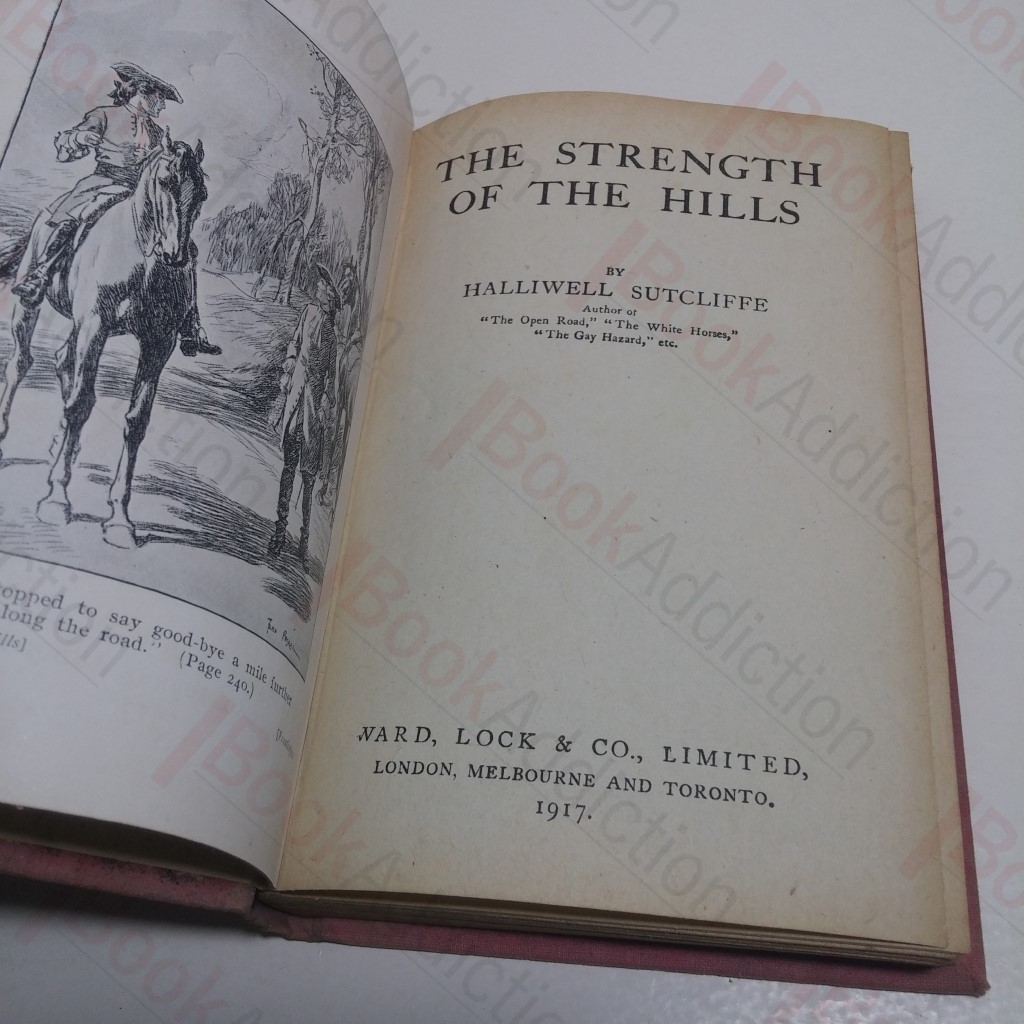 opped to say good-bye a mile further
long the road." (Page 240.)
ills]
THE STRENGTH
OF THE HILLS
BY
HALLIWELL SUTCLIFFE
Author of
"The Open Road," "The White Horses,"
"The Gay Hazard," etc.
WARD, LOCK & CO., LIMITED,
LONDON, MELBOURNE AND TORONTO.
1917.
BookAddiction